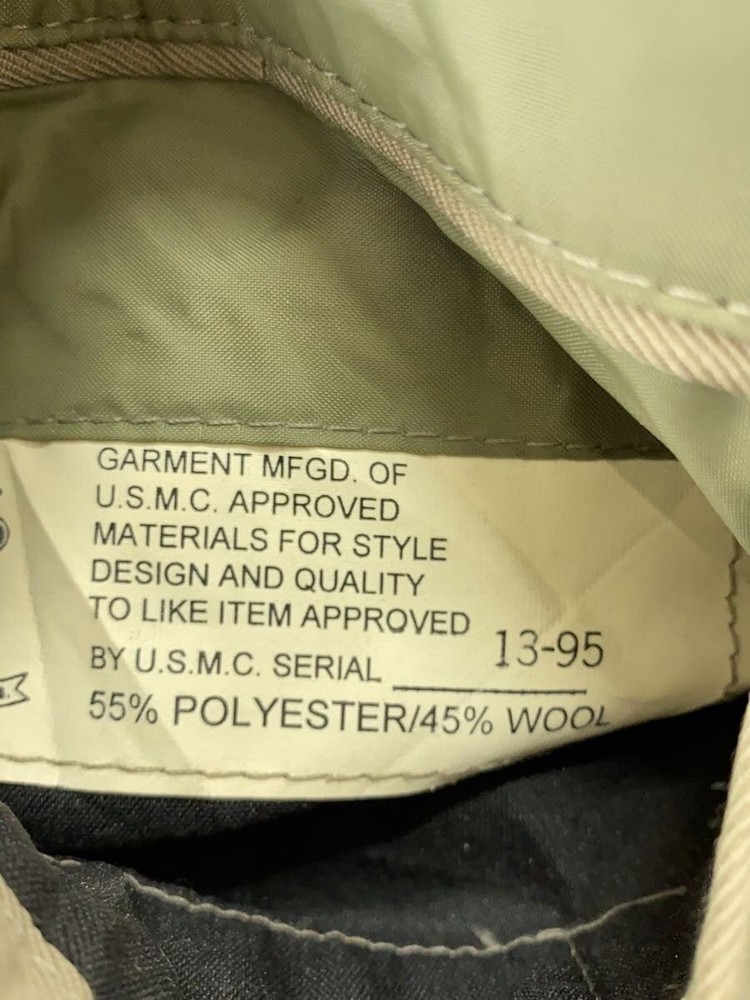 GARMENT MFGD. OF
U.S.M.C. APPROVED
MATERIALS FOR STYLE
DESIGN AND QUALITY
TO LIKE ITEM APPROVED
BY U.S.M.C. SERIAL 13-95
55% POLYESTER/45% WOOL